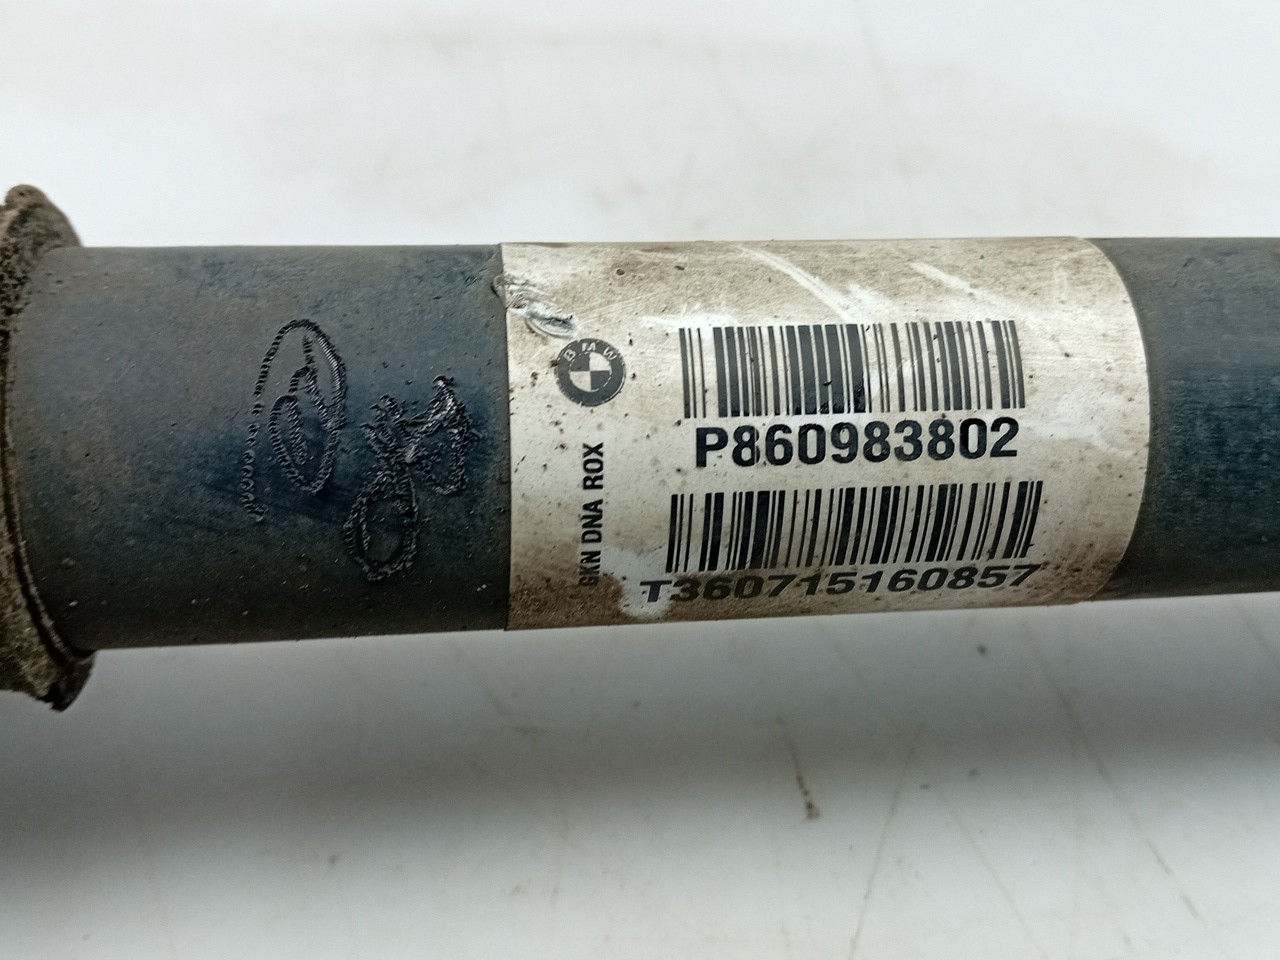 BMW
P860983802
GKN DNA ROX
T360715160857